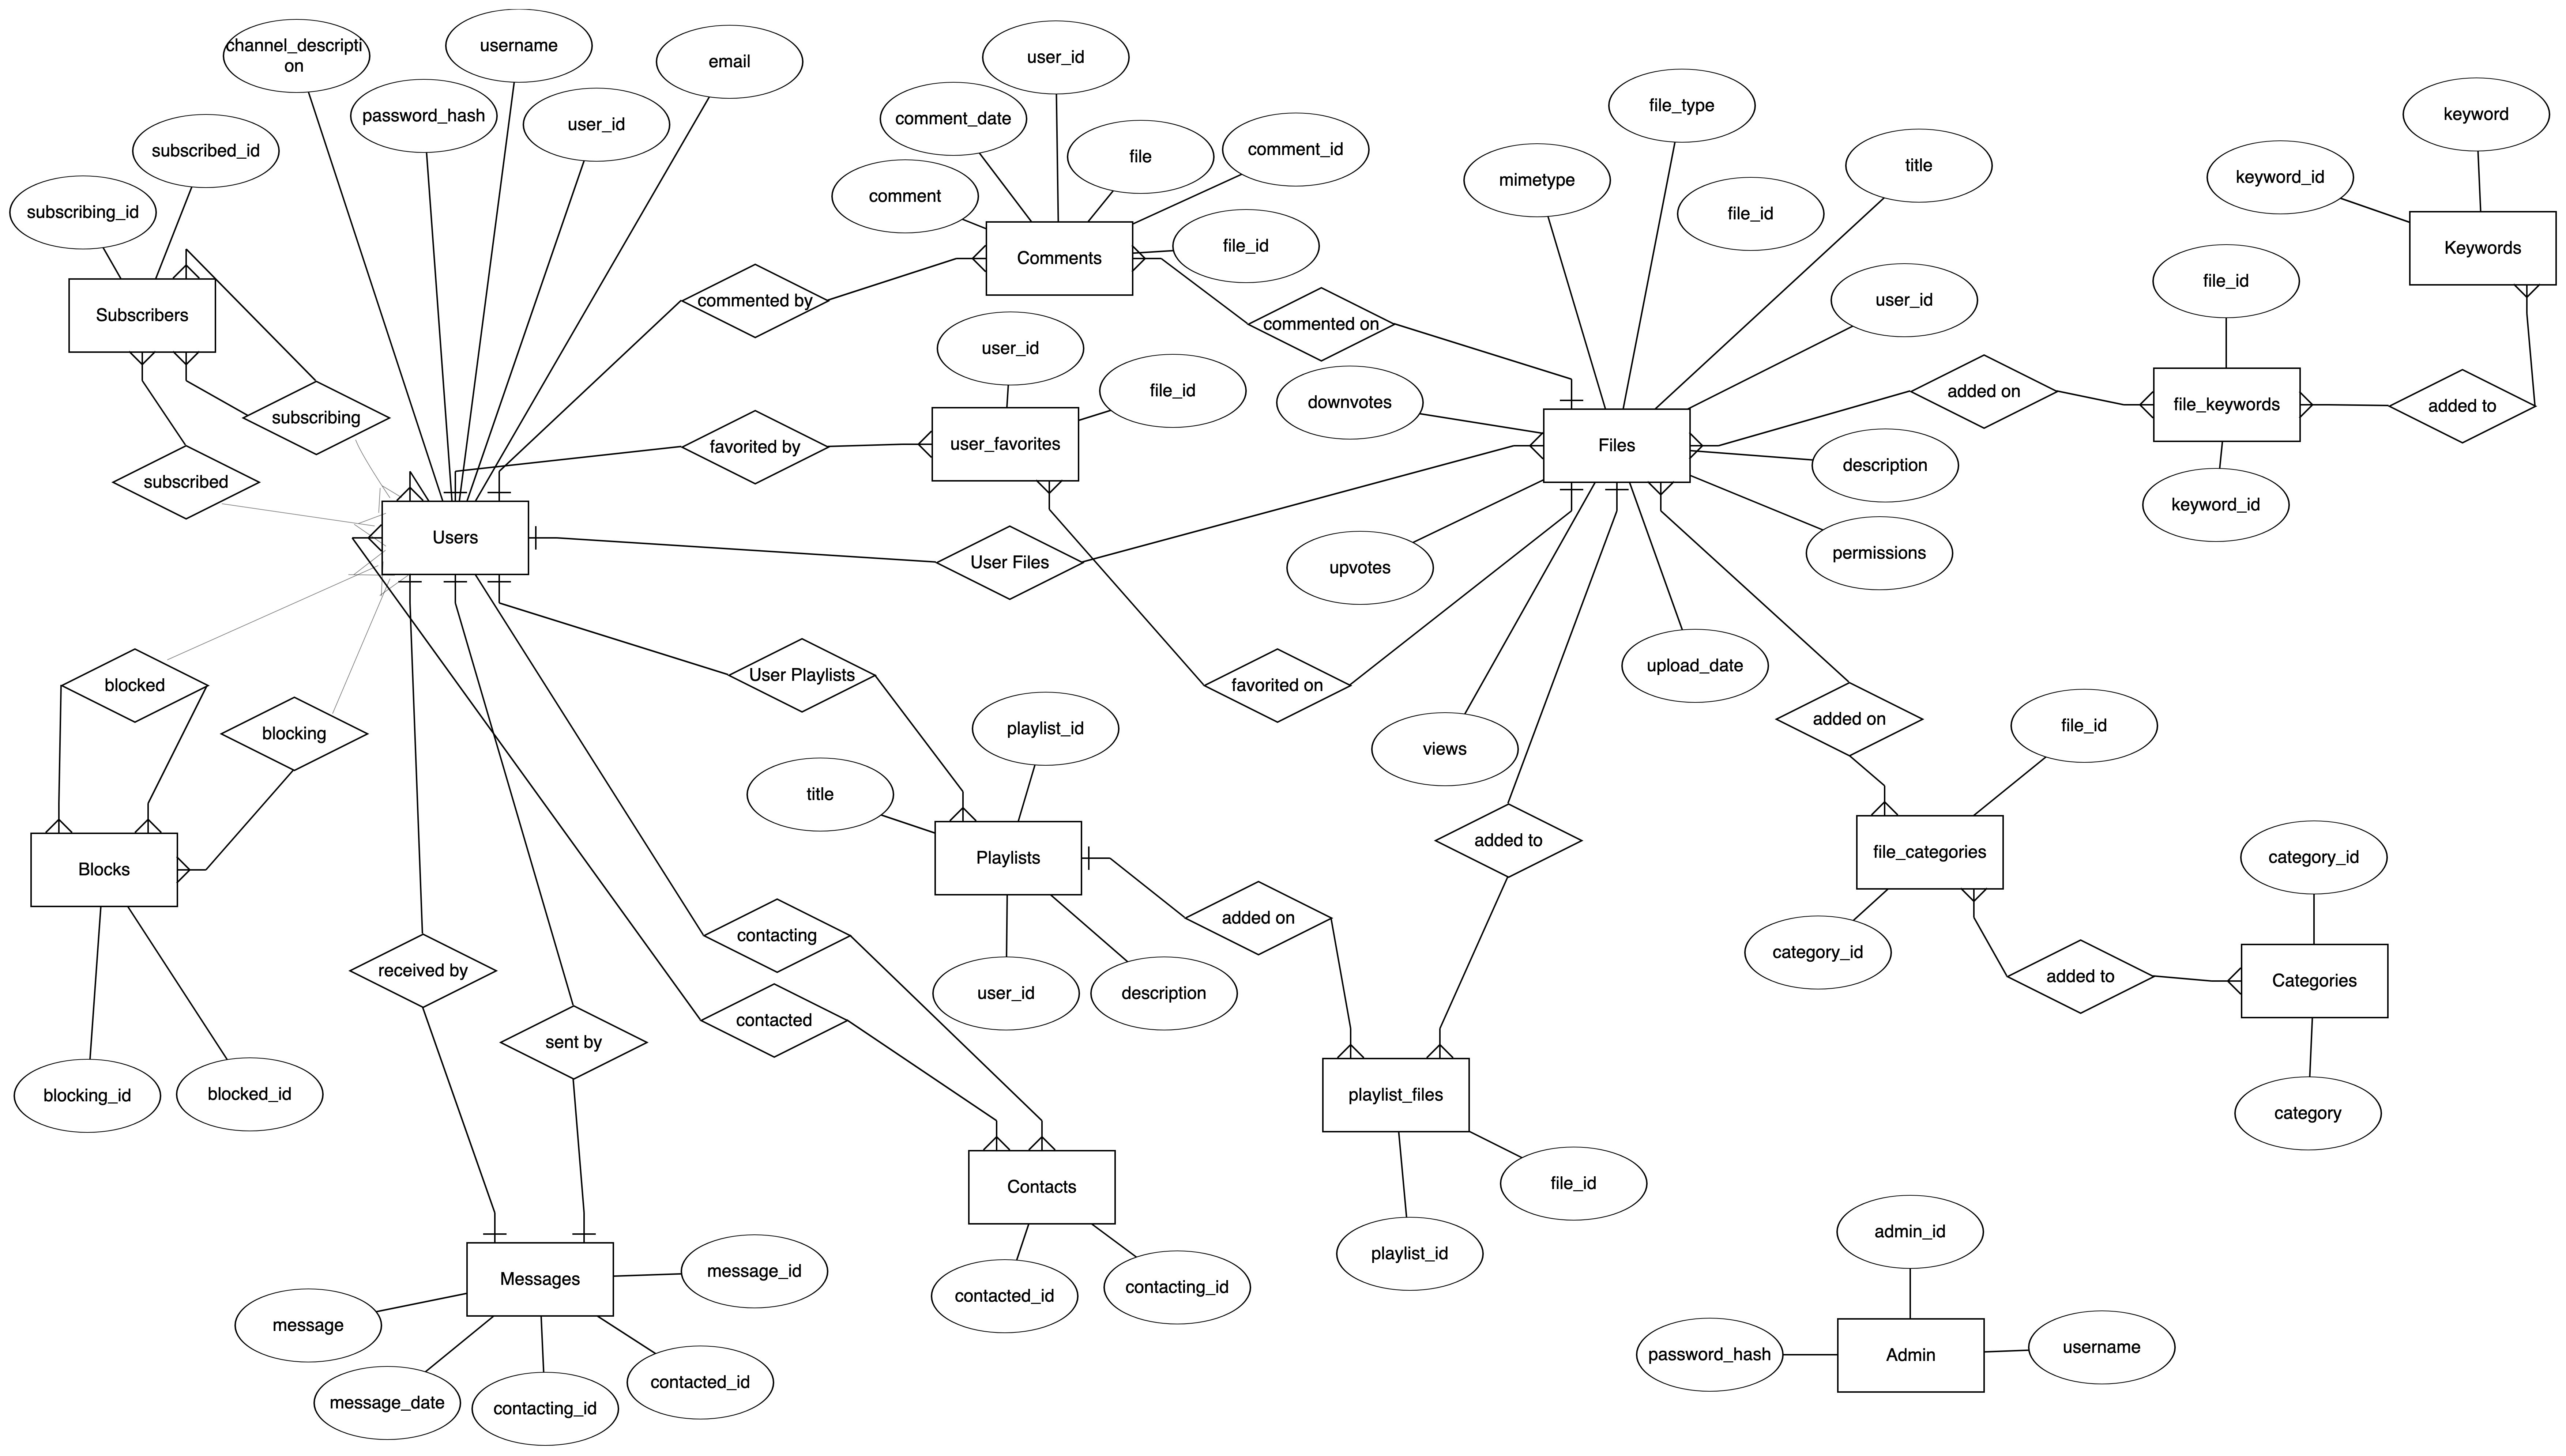 channel_descripti
on
username
email
user_id
password_hash
user_id
comment_date
file
comment_id
comment
file_id
Comments
file_type
title
mimetype
file_id
user_id
keyword
keyword_id
Keywords
file_id
subscribed_id
subscribing_id
Subscribers
subscribing
subscribed
commented by
commented on
user_id
file_id
favorited by
user_favorites
downvotes
Files
added on
file_keywords
added to
description
keyword_id
Users
User Files
upvotes
permissions
blocked
blocking
User Playlists
favorited on
upload_date
views
added on
file_id
playlist_id
title
Playlists
added to
file_categories
category_id
Blocks
contacting
added on
category_id
added to
Categories
received by
contacted
user_id
description
sent by
blocking_id
blocked_id
playlist_files
category
Contacts
file_id
playlist_id
admin_id
Messages
message_id
contacted_id
contacting_id
message
message_date
contacting_id
contacted_id
password_hash
Admin
username